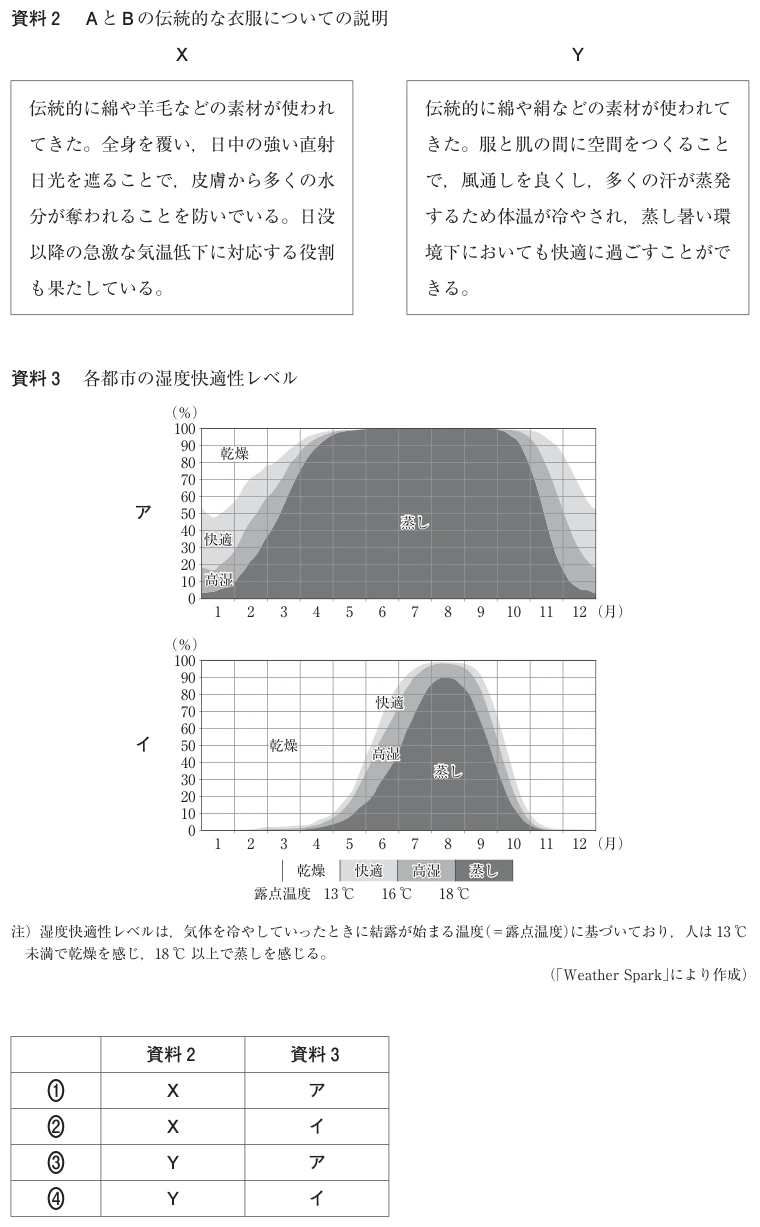 資料2　AとBの伝統的な衣服についての説明
X
伝統的に綿や羊毛などの素材が使われ
てきた。全身を覆い，日中の強い直射
日光を遮ることで，皮膚から多くの水
分が奪われることを防いでいる。日没
以降の急激な気温低下に対応する役割
も果たしている。
Y
伝統的に綿や絹などの素材が使われて
きた。服と肌の間に空間をつくること
で，風通しを良くし，多くの汗が蒸発
するため体温が冷やされ，蒸し暑い環
境下においても快適に過ごすことがで
きる。
資料3　各都市の湿度快適性レベル
ア
(%)
100
90
80
70
60
50
40
30
20
10
0
乾燥
快適
高湿
蒸し
1 2 3 4 5 6 7 8 9 10 11 12 (月)
イ
(%)
100
90
80
70
60
50
40
30
20
10
0
乾燥
快適
高湿
蒸し
1 2 3 4 5 6 7 8 9 10 11 12 (月)
乾燥 快適 高湿 蒸し
露点温度 13℃ 16℃ 18℃
注）湿度快適性レベルは，気体を冷やしていったときに結露が始まる温度(＝露点温度)に基づいており，人は13℃
未満で乾燥を感じ，18℃以上で蒸しを感じる。
(「Weather Spark」により作成)
資料2 資料3
① X ア
② X イ
③ Y ア
④ Y イ